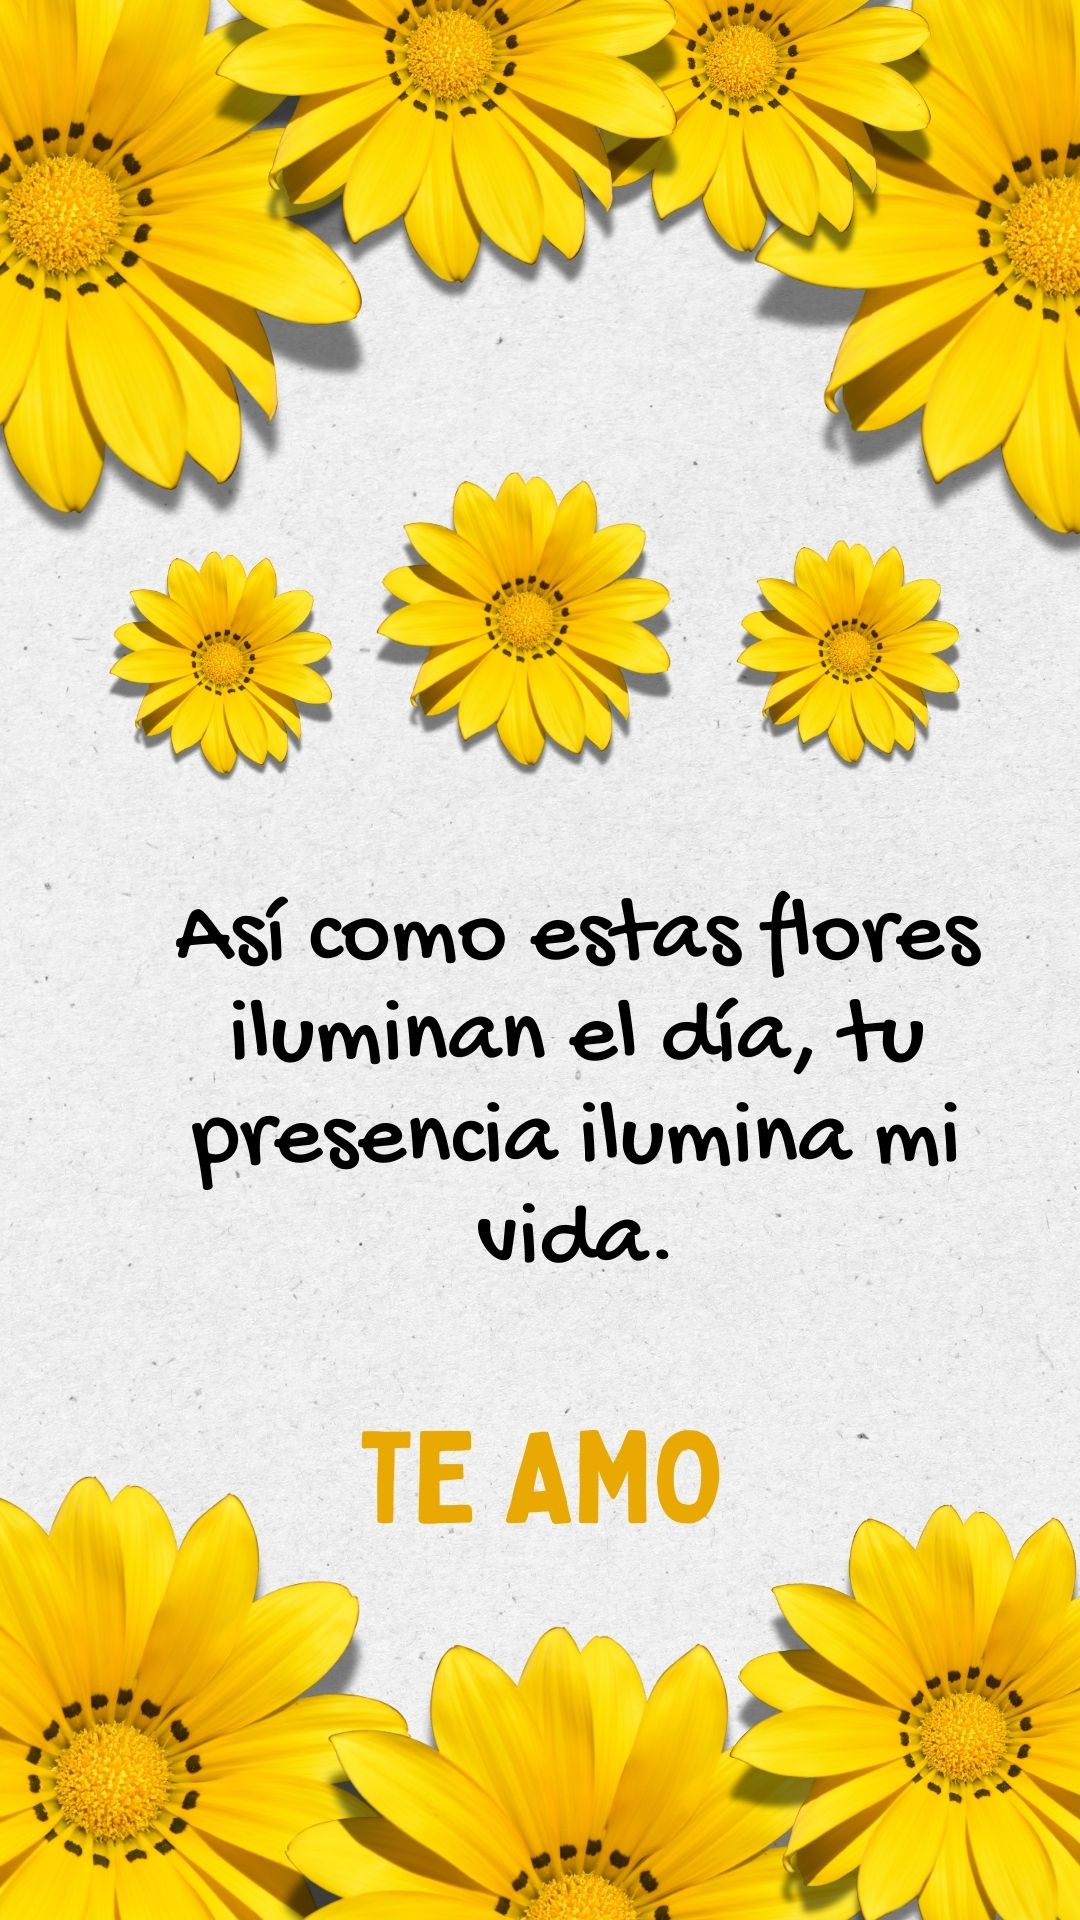 Así como estas flores
iluminan el día, tu
presencia ilumina mi
vida.
TE AMO